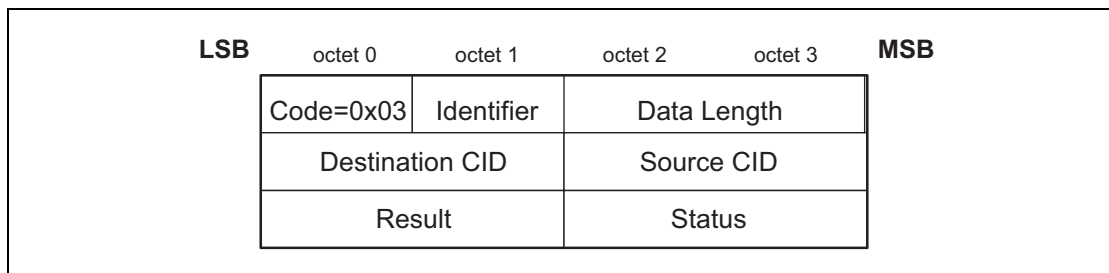 LSB octet 0 octet 1 octet 2 octet 3 MSB
Code=0x03 Identifier Data Length
Destination CID Source CID
Result Status